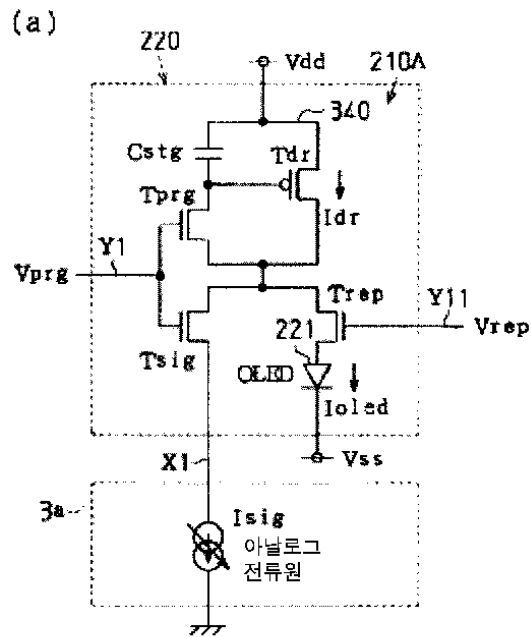 (a)
220
Vdd
210A
340
Cstg
Tdr
Tprg
Idr
Y1
Vprg
Trep
Y11
Vrep
221
Tsig
OLED
Ioled
X1
Vss
3a
Isig
아날로그
전류원